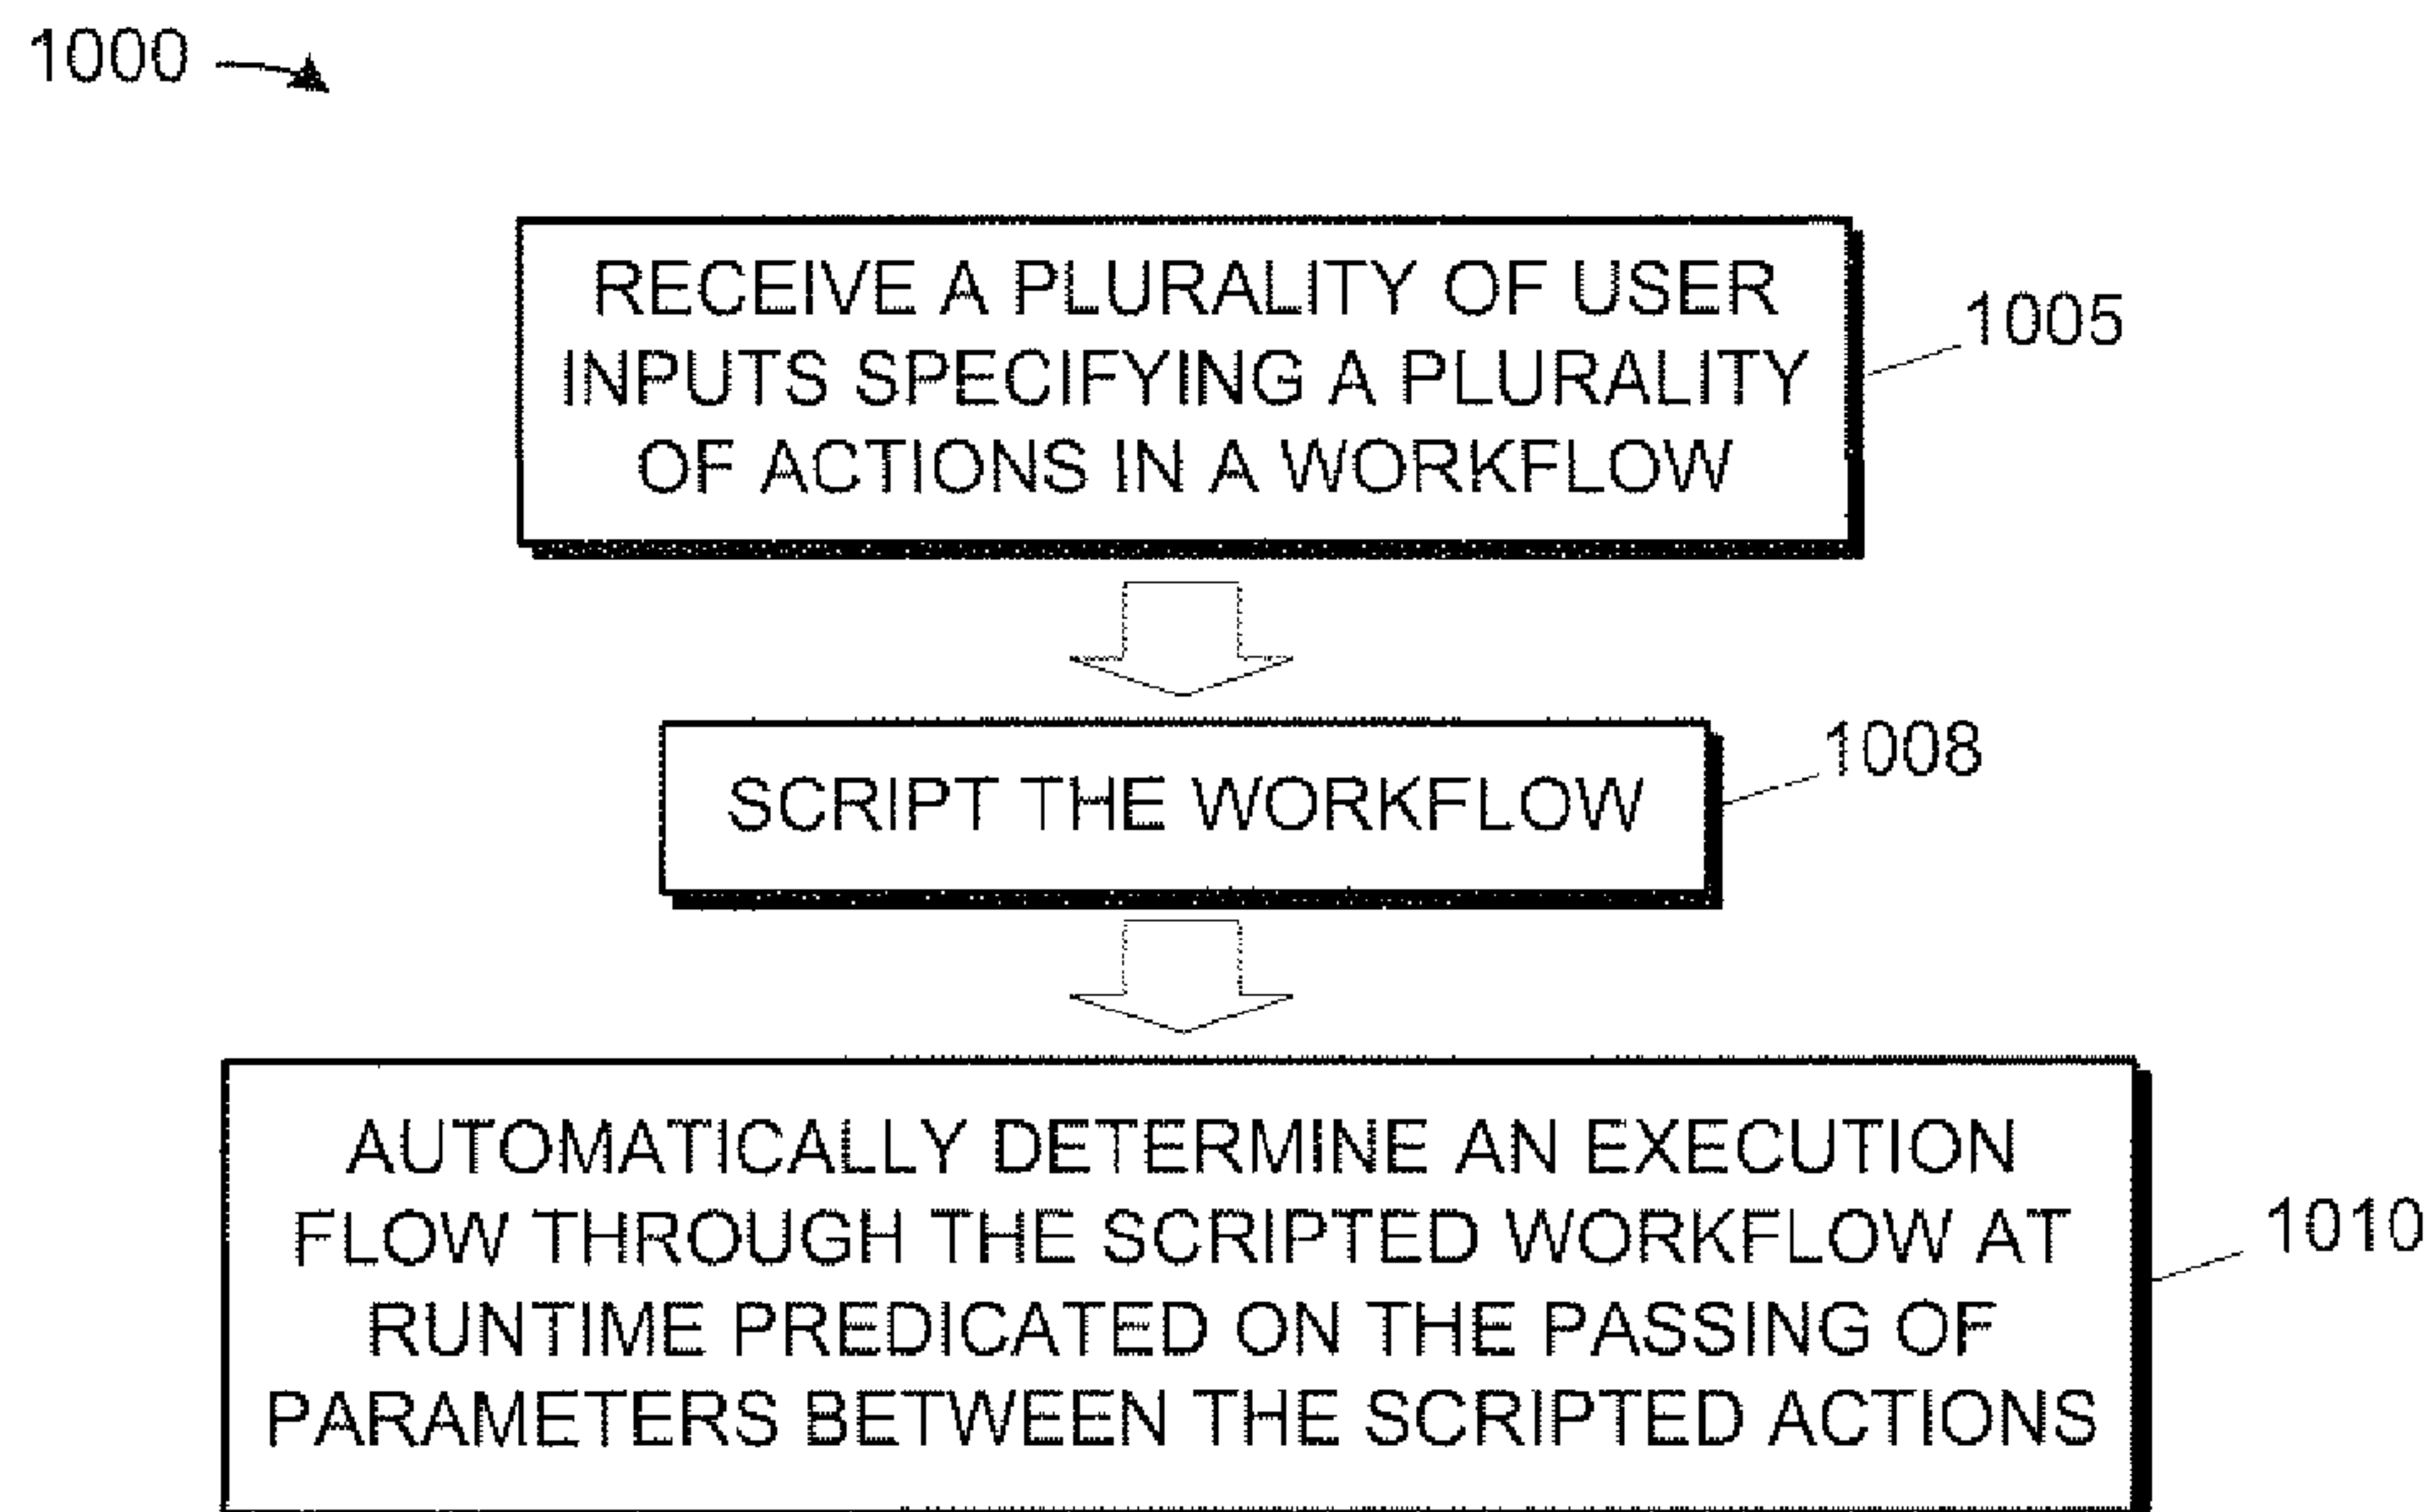 1000
RECEIVE A PLURALITY OF USER
INPUTS SPECIFYING A PLURALITY
OF ACTIONS IN A WORKFLOW
1005
SCRIPT THE WORKFLOW
1008
AUTOMATICALLY DETERMINE AN EXECUTION
FLOW THROUGH THE SCRIPTED WORKFLOW AT
RUNTIME PREDICATED ON THE PASSING OF
PARAMETERS BETWEEN THE SCRIPTED ACTIONS
1010